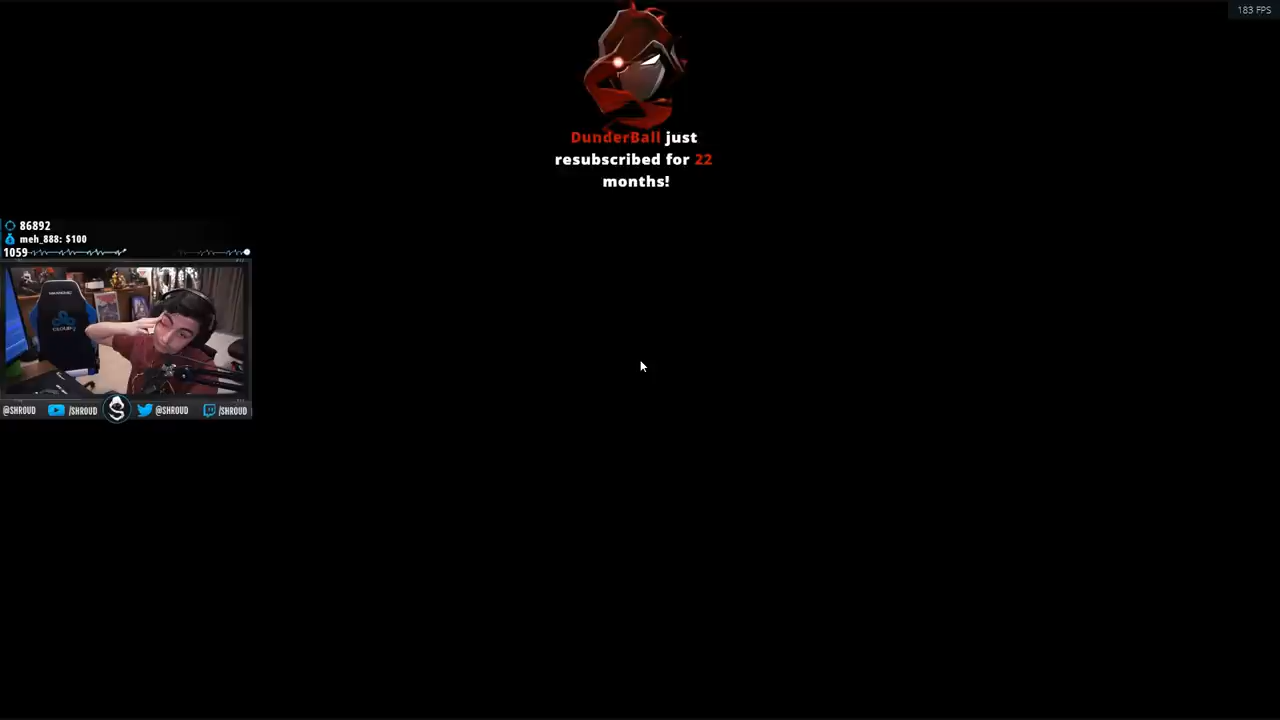 183 FPS
DunderBall just
resubscribed for 22
months!
86892
meh_888: $100
1059
@SHROUD /SHROUD @SHROUD /SHROUD